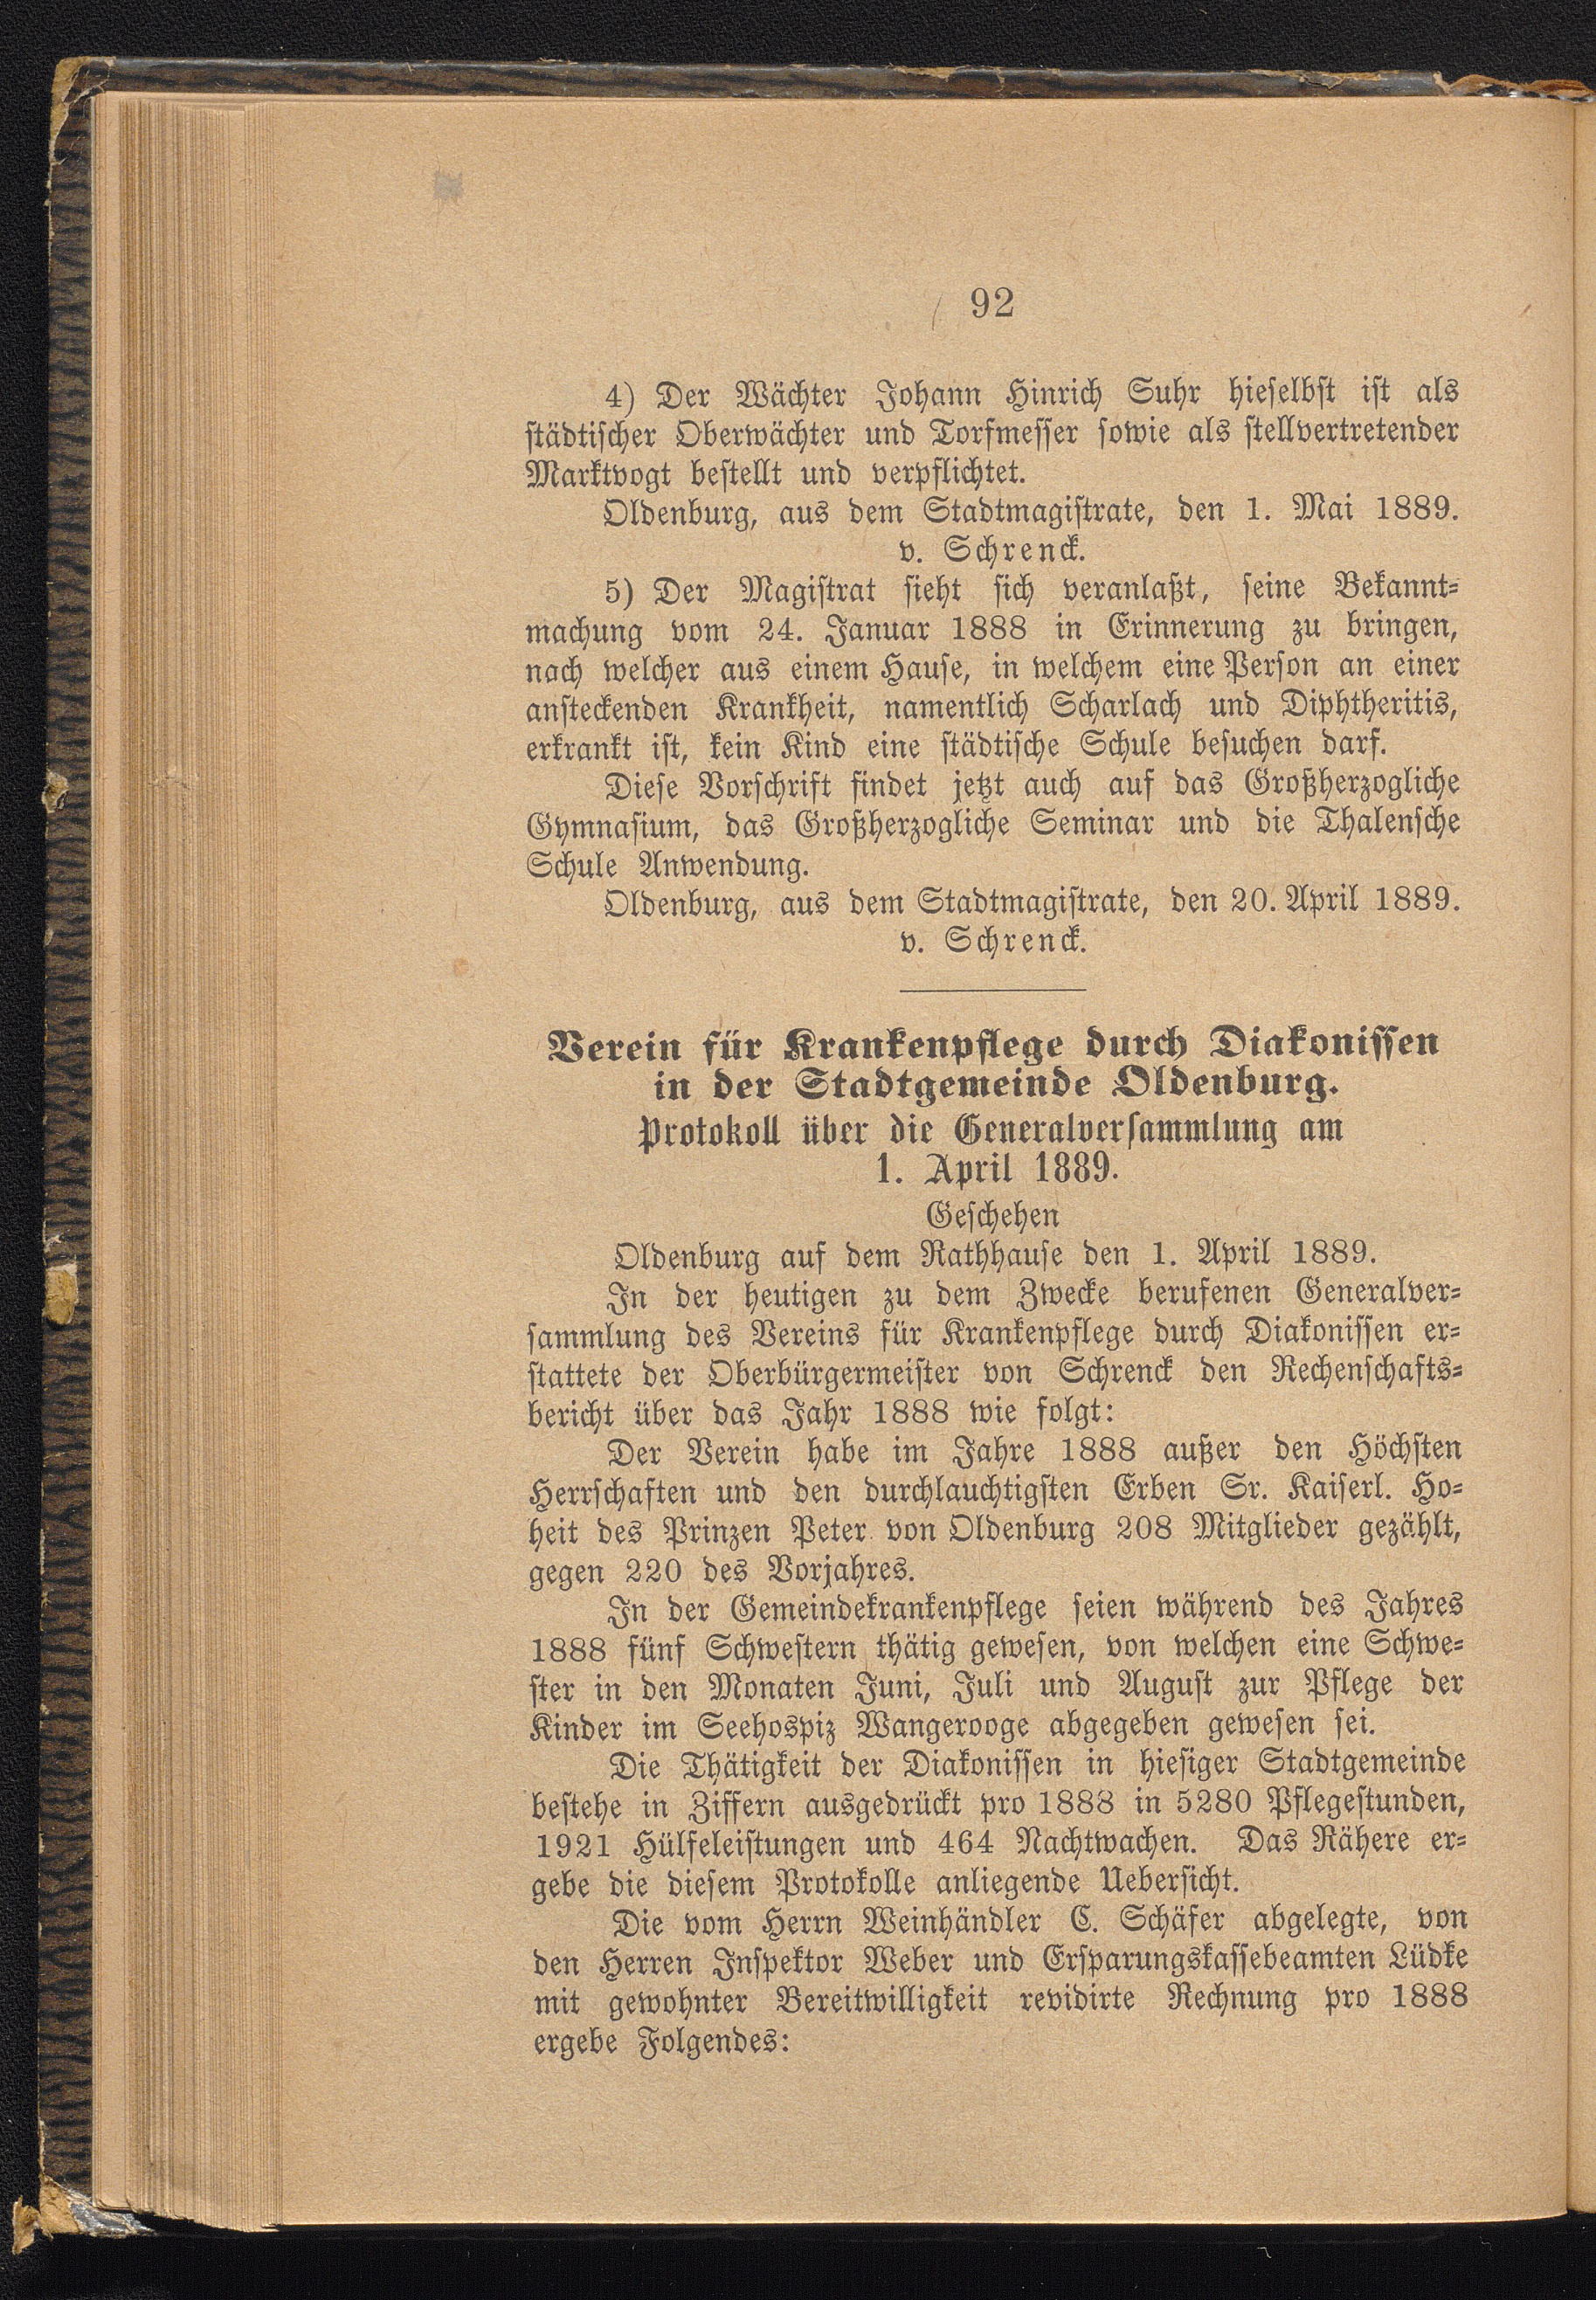 92
4) Der Wächter Johann Hinrich Suhr hieselbst ist als
städtischer Oberwächter und Torfmesser sowie als stellvertretender
Marktvogt bestellt und verpflichtet.
Oldenburg, aus dem Stadtmagistrate, den 1. Mai 1889.
v. Schrenck.
5) Der Magistrat sieht sich veranlaßt, seine Bekannt-
machung vom 24. Januar 1888 in Erinnerung zu bringen,
nach welcher aus einem Hause, in welchem eine Person an einer
ansteckenden Krankheit, namentlich Scharlach und Diphtheritis,
erkrankt ist, kein Kind eine städtische Schule besuchen darf.
Diese Vorschrift findet jetzt auch auf das Großherzogliche
Gymnasium, das Großherzogliche Seminar und die Thalensche
Schule Anwendung.
Oldenburg, aus dem Stadtmagistrate, den 20. April 1889.
v. Schrenck.
Verein für Krankenpflege durch Diakonissen
in der Stadtgemeinde Oldenburg.
Protokoll über die Generalversammlung am
1. April 1889.
Geschehen
Oldenburg auf dem Rathhause den 1. April 1889.
In der heutigen zu dem Zwecke berufenen Generalver-
sammlung des Vereins für Krankenpflege durch Diakonissen er-
stattete der Oberbürgermeister von Schrenck den Rechenschafts-
bericht über das Jahr 1888 wie folgt:
Der Verein habe im Jahre 1888 außer den Höchsten
Herrschaften und den durchlauchtigsten Erben Sr. Kaiserl. Ho-
heit des Prinzen Peter von Oldenburg 208 Mitglieder gezählt,
gegen 220 des Vorjahres.
In der Gemeindekrankenpflege seien während des Jahres
1888 fünf Schwestern thätig gewesen, von welchen eine Schwe-
ster in den Monaten Juni, Juli und August zur Pflege der
Kinder im Seehospiz Wangerooge abgegeben gewesen sei.
Die Thätigkeit der Diakonissen in hiesiger Stadtgemeinde
bestehe in Ziffern ausgedrückt pro 1888 in 5280 Pflegestunden,
1921 Hülfeleistungen und 464 Nachtwachen. Das Nähere er-
gebe die diesem Protokolle anliegende Uebersicht.
Die vom Herrn Weinhändler C. Schäfer abgelegte, von
den Herren Inspektor Weber und Ersparungskassebeamten Lüdke
mit gewohnter Bereitwilligkeit revidirte Rechnung pro 1888
ergebe Folgendes: